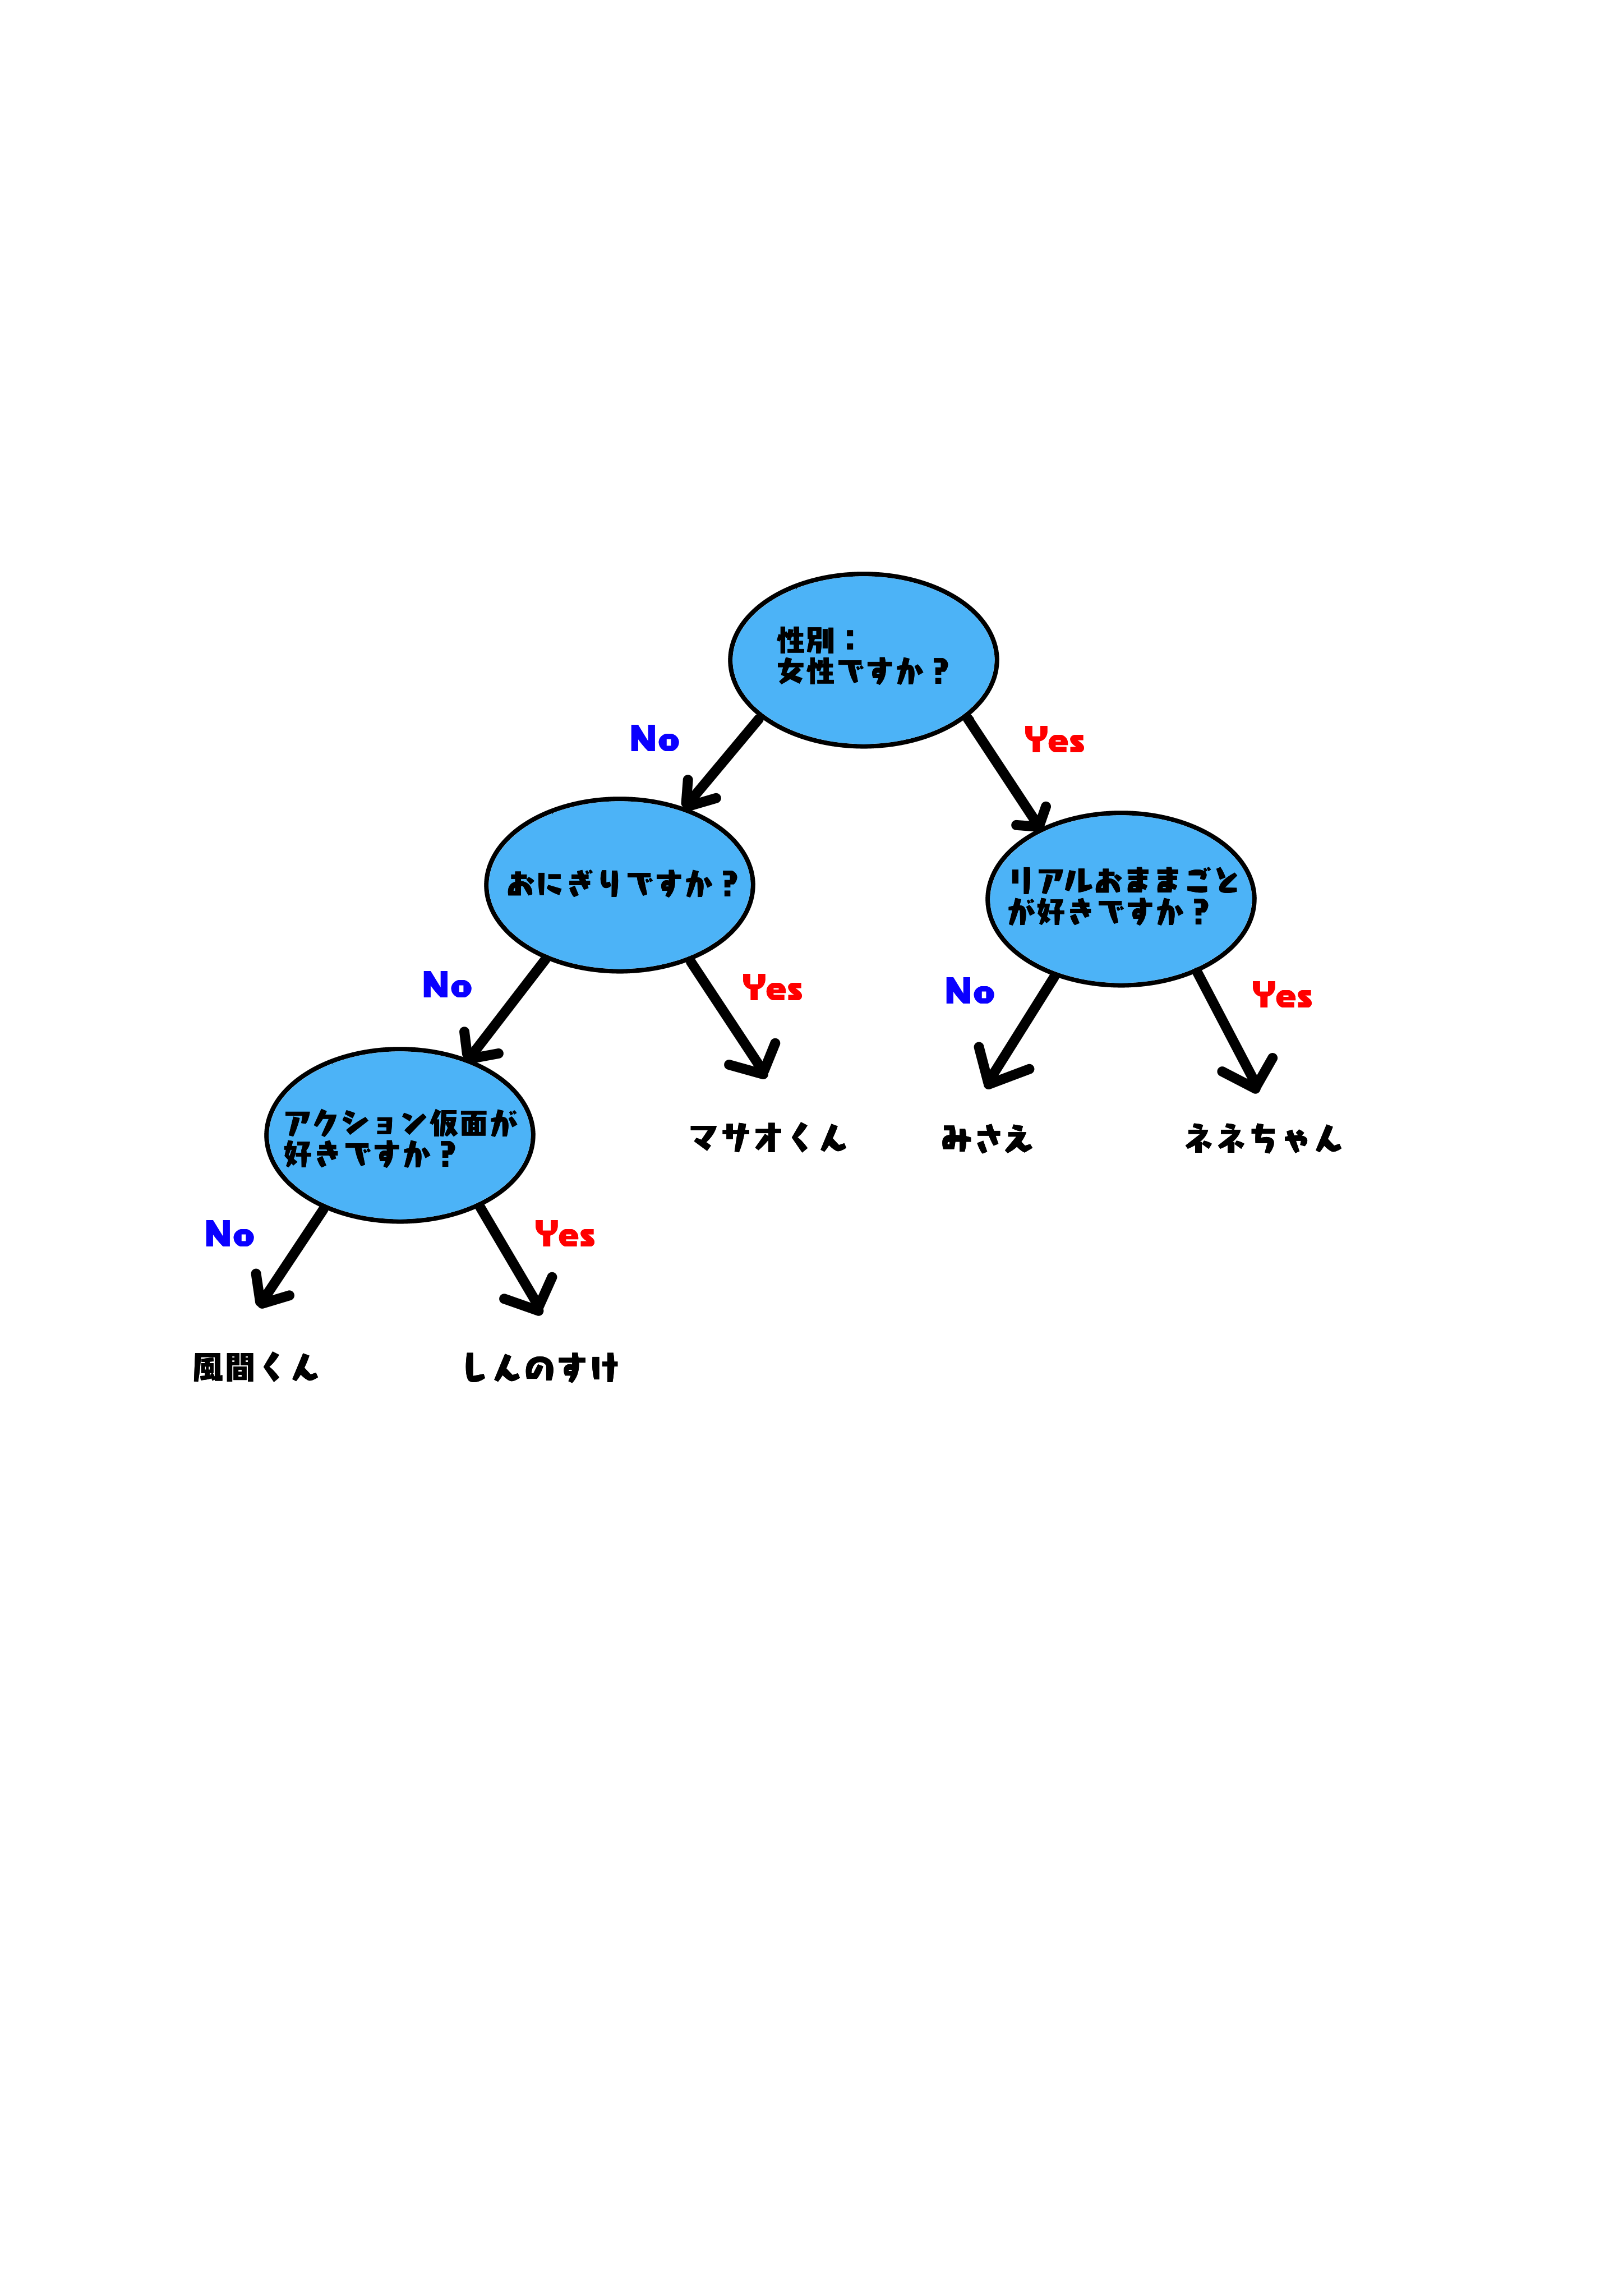 性別：
女性ですか？
No
Yes
おにぎりですか？
リアルおままごと
が好きですか？
No
Yes
No
Yes
アクション仮面が
好きですか？
マサオくん
みさえ
ネネちゃん
No
Yes
風間くん
しんのすけ